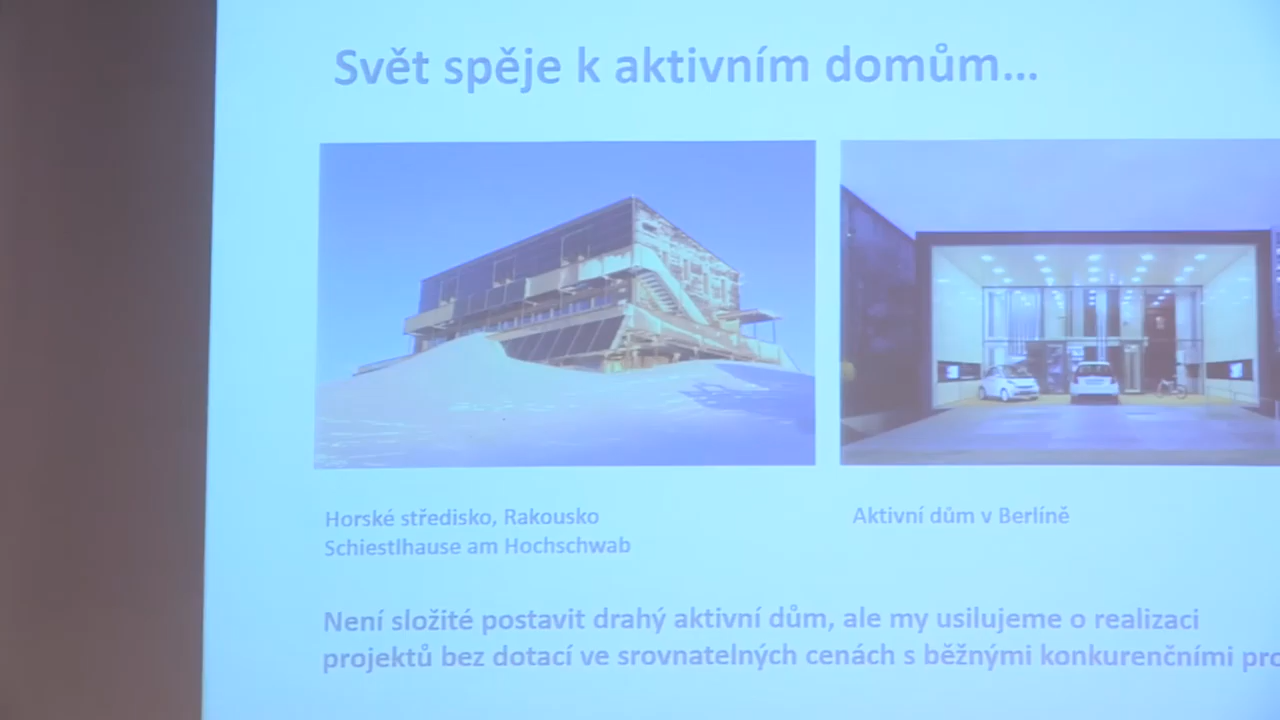 Svět spěje k aktivním domům...
Horské středisko, Rakousko
Schiestlhause am Hochschwab
Aktivní dům v Berlíně
Není složité postavit drahý aktivní dům, ale my usilujeme o realizaci
projektů bez dotací ve srovnatelných cenách s běžnými konkurenčními